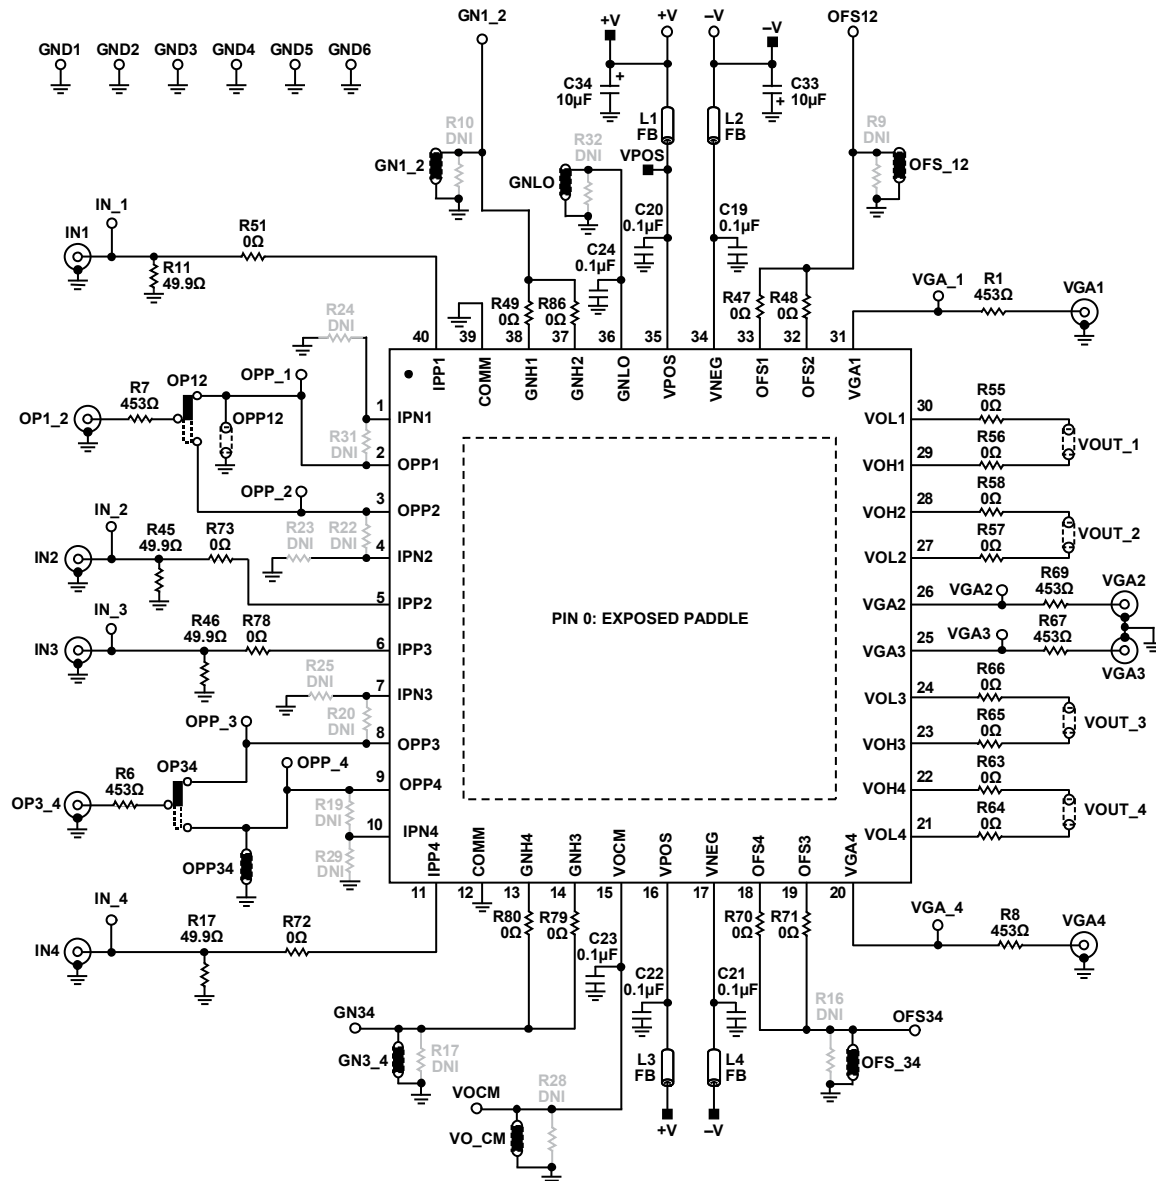 GN1_2
+V
+V
–V
–V
OFS12
GND1 GND2 GND3 GND4 GND5 GND6
C34
10µF
+
C33
10µF
+
L1
FB
L2
FB
R10
DNI
R32
DNI
R9
DNI
GN1_2
GNLO
VPOS
OFS_12
IN_1
IN1
R51
0Ω
R11
49.9Ω
C20
0.1µF
C19
0.1µF
C24
0.1µF
R49
0Ω
R86
0Ω
R47
0Ω
R48
0Ω
VGA_1
R1
453Ω
VGA1
R24
DNI
40 39 38 37 36 35 34 33 32 31
IPP1 COMM GNH1 GNH2 GNLO VPOS VNEG OFS1 OFS2 VGA1
R7
453Ω
OP12
OPP_1
OP1_2
OPP12
R31
DNI
1 IPN1
2 OPP1
OPP_2
3 OPP2
R23
DNI
R22
DNI
4 IPN2
IN_2
IN2
R45
49.9Ω
R73
0Ω
5 IPP2
IN_3
IN3
R46
49.9Ω
R78
0Ω
6 IPP3
R25
DNI
7 IPN3
R20
DNI
OPP_3
8 OPP3
OP34
OPP_4
9 OPP4
R6
453Ω
OP3_4
R19
DNI
10 IPN4
R29
DNI
OPP34
PIN 0: EXPOSED PADDLE
VOL1 30
R55
0Ω
VOUT_1
VOH1 29
R56
0Ω
VOH2 28
R58
0Ω
VOUT_2
VOL2 27
R57
0Ω
VGA2 26
VGA2
R69
453Ω
VGA2
VGA3 25
VGA3
R67
453Ω
VGA3
VOL3 24
R66
0Ω
VOUT_3
VOH3 23
R65
0Ω
VOH4 22
R63
0Ω
VOUT_4
VOL4 21
R64
0Ω
IPP4 COMM GNH4 GNH3 VOCM VPOS VNEG OFS4 OFS3 VGA4
11 12 13 14 15 16 17 18 19 20
IN_4
IN4
R17
49.9Ω
R72
0Ω
R80
0Ω
R79
0Ω
R70
0Ω
R71
0Ω
VGA_4
R8
453Ω
VGA4
C23
0.1µF
C22
0.1µF
C21
0.1µF
R16
DNI
GN34
OFS34
GN3_4
R17
DNI
L3
FB
L4
FB
OFS_34
R28
DNI
VOCM
VO_CM
+V
–V